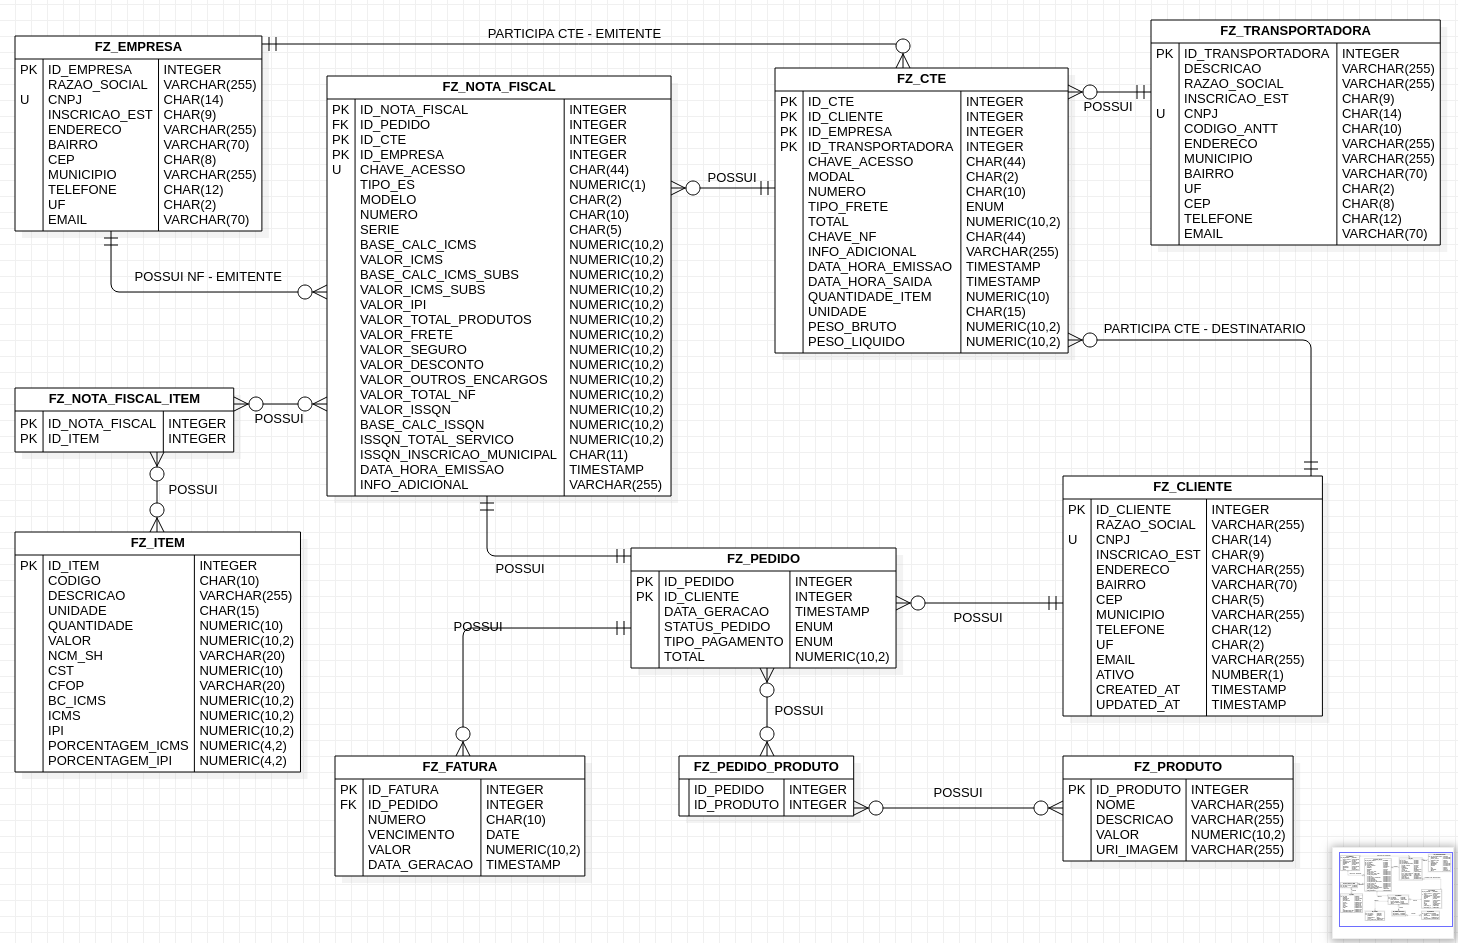 PARTICIPA CTE - EMITENTE
FZ_EMPRESA
PK ID_EMPRESA INTEGER
RAZAO_SOCIAL VARCHAR(255)
U CNPJ CHAR(14)
INSCRICAO_EST CHAR(9)
ENDERECO VARCHAR(255)
BAIRRO VARCHAR(70)
CEP CHAR(8)
MUNICIPIO VARCHAR(255)
TELEFONE CHAR(12)
UF CHAR(2)
EMAIL VARCHAR(70)
FZ_NOTA_FISCAL
PK ID_NOTA_FISCAL INTEGER
FK ID_PEDIDO INTEGER
PK ID_CTE INTEGER
PK ID_EMPRESA INTEGER
U CHAVE_ACESSO CHAR(44)
TIPO_ES NUMERIC(1)
MODELO CHAR(2)
NUMERO CHAR(10)
SERIE CHAR(5)
BASE_CALC_ICMS NUMERIC(10,2)
VALOR_ICMS NUMERIC(10,2)
BASE_CALC_ICMS_SUBS NUMERIC(10,2)
VALOR_ICMS_SUBS NUMERIC(10,2)
VALOR_IPI NUMERIC(10,2)
VALOR_TOTAL_PRODUTOS NUMERIC(10,2)
VALOR_FRETE NUMERIC(10,2)
VALOR_SEGURO NUMERIC(10,2)
VALOR_DESCONTO NUMERIC(10,2)
VALOR_OUTROS_ENCARGOS NUMERIC(10,2)
VALOR_TOTAL_NF NUMERIC(10,2)
VALOR_ISSQN NUMERIC(10,2)
BASE_CALC_ISSQN NUMERIC(10,2)
ISSQN_TOTAL_SERVICO NUMERIC(10,2)
ISSQN_INSCRICAO_MUNICIPAL CHAR(11)
DATA_HORA_EMISSAO TIMESTAMP
INFO_ADICIONAL VARCHAR(255)
FZ_CTE
PK ID_CTE INTEGER
PK ID_CLIENTE INTEGER
PK ID_EMPRESA INTEGER
PK ID_TRANSPORTADORA INTEGER
CHAVE_ACESSO CHAR(44)
MODAL CHAR(2)
NUMERO CHAR(10)
TIPO_FRETE ENUM
TOTAL NUMERIC(10,2)
CHAVE_NF CHAR(44)
INFO_ADICIONAL VARCHAR(255)
DATA_HORA_EMISSAO TIMESTAMP
DATA_HORA_SAIDA TIMESTAMP
QUANTIDADE_ITEM NUMERIC(10)
UNIDADE CHAR(15)
PESO_BRUTO NUMERIC(10,2)
PESO_LIQUIDO NUMERIC(10,2)
FZ_TRANSPORTADORA
PK ID_TRANSPORTADORA INTEGER
DESCRICAO VARCHAR(255)
RAZAO_SOCIAL VARCHAR(255)
INSCRICAO_EST CHAR(9)
U CNPJ CHAR(14)
CODIGO_ANTT CHAR(10)
ENDERECO VARCHAR(255)
MUNICIPIO VARCHAR(255)
BAIRRO VARCHAR(70)
UF CHAR(2)
CEP CHAR(8)
TELEFONE CHAR(12)
EMAIL VARCHAR(70)
POSSUI
POSSUI
POSSUI NF - EMITENTE
PARTICIPA CTE - DESTINATARIO
FZ_NOTA_FISCAL_ITEM
PK ID_NOTA_FISCAL INTEGER
PK ID_ITEM INTEGER
POSSUI
POSSUI
FZ_ITEM
PK ID_ITEM INTEGER
CODIGO CHAR(10)
DESCRICAO VARCHAR(255)
UNIDADE CHAR(15)
QUANTIDADE NUMERIC(10)
VALOR NUMERIC(10,2)
NCM_SH VARCHAR(20)
CST NUMERIC(10)
CFOP VARCHAR(20)
BC_ICMS NUMERIC(10,2)
ICMS NUMERIC(10,2)
IPI NUMERIC(10,2)
PORCENTAGEM_ICMS NUMERIC(4,2)
PORCENTAGEM_IPI NUMERIC(4,2)
POSSUI
FZ_PEDIDO
PK ID_PEDIDO INTEGER
PK ID_CLIENTE INTEGER
DATA_GERACAO TIMESTAMP
STATUS_PEDIDO ENUM
TIPO_PAGAMENTO ENUM
TOTAL NUMERIC(10,2)
POSSUI
POSSUI
FZ_CLIENTE
PK ID_CLIENTE INTEGER
RAZAO_SOCIAL VARCHAR(255)
U CNPJ CHAR(14)
INSCRICAO_EST CHAR(9)
ENDERECO VARCHAR(255)
BAIRRO VARCHAR(70)
CEP CHAR(5)
MUNICIPIO VARCHAR(255)
TELEFONE CHAR(12)
UF CHAR(2)
EMAIL VARCHAR(255)
ATIVO NUMBER(1)
CREATED_AT TIMESTAMP
UPDATED_AT TIMESTAMP
POSSUI
FZ_FATURA
PK ID_FATURA INTEGER
FK ID_PEDIDO INTEGER
NUMERO CHAR(10)
VENCIMENTO DATE
VALOR NUMERIC(10,2)
DATA_GERACAO TIMESTAMP
FZ_PEDIDO_PRODUTO
ID_PEDIDO INTEGER
ID_PRODUTO INTEGER
POSSUI
FZ_PRODUTO
PK ID_PRODUTO INTEGER
NOME VARCHAR(255)
DESCRICAO VARCHAR(255)
VALOR NUMERIC(10,2)
URI_IMAGEM VARCHAR(255)